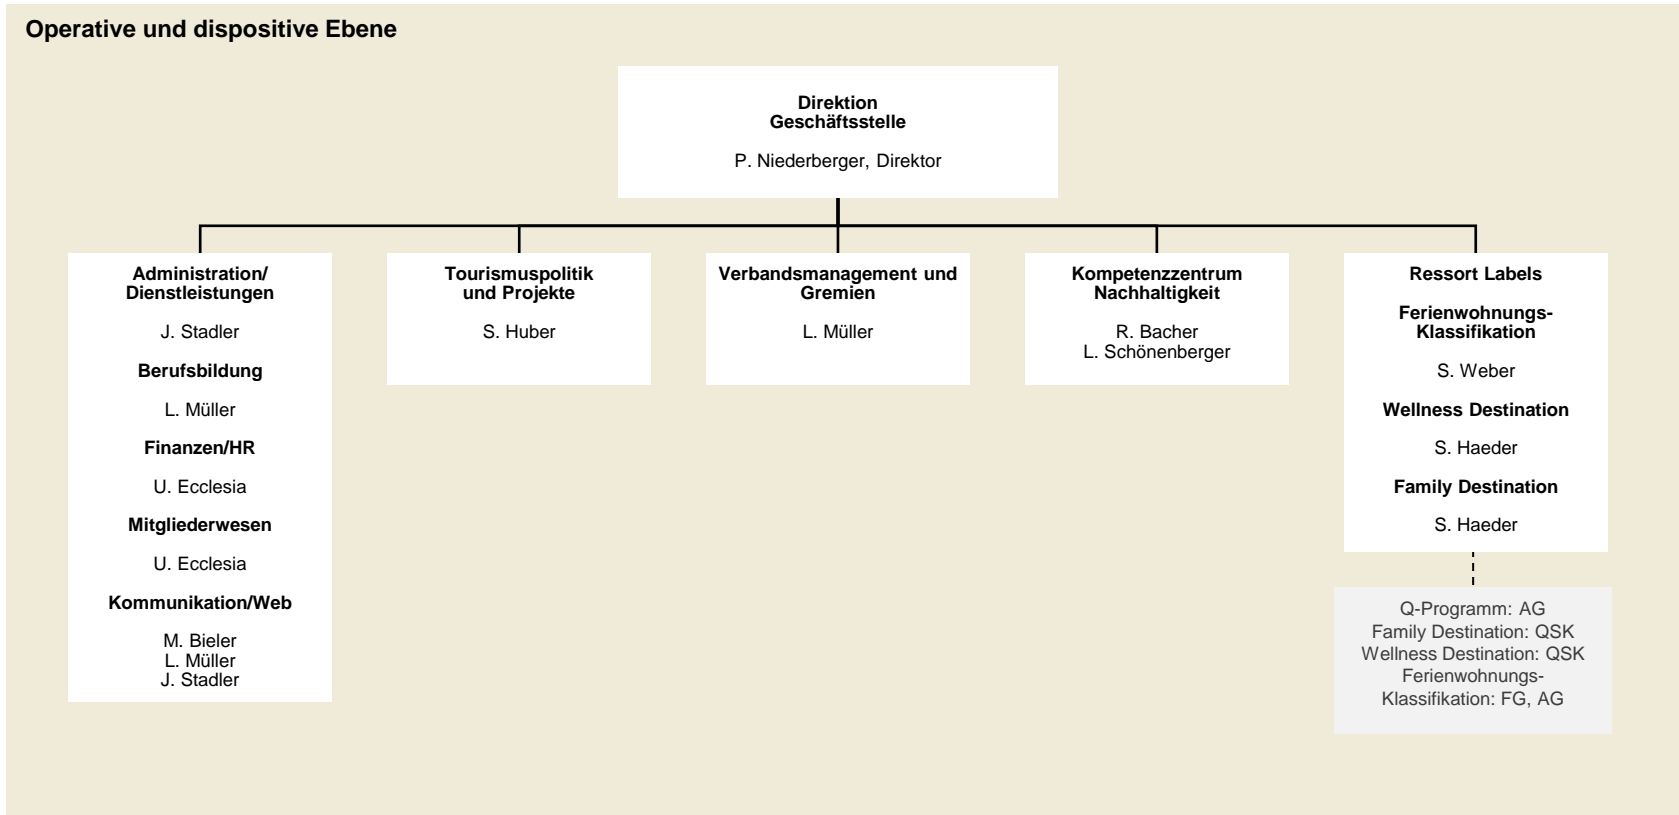 Operative und dispositive Ebene
Direktion
Geschäftsstelle
P. Niederberger, Direktor
Administration/
Dienstleistungen
J. Stadler
Berufsbildung
L. Müller
Finanzen/HR
U. Ecclesia
Mitgliederwesen
U. Ecclesia
Kommunikation/Web
M. Bieler
L. Müller
J. Stadler
Tourismuspolitik
und Projekte
S. Huber
Verbandsmanagement und
Gremien
L. Müller
Kompetenzzentrum
Nachhaltigkeit
R. Bacher
L. Schönenberger
Ressort Labels
Ferienwohnungs-
Klassifikation
S. Weber
Wellness Destination
S. Haeder
Family Destination
S. Haeder
Q-Programm: AG
Family Destination: QSK
Wellness Destination: QSK
Ferienwohnungs-
Klassifikation: FG, AG